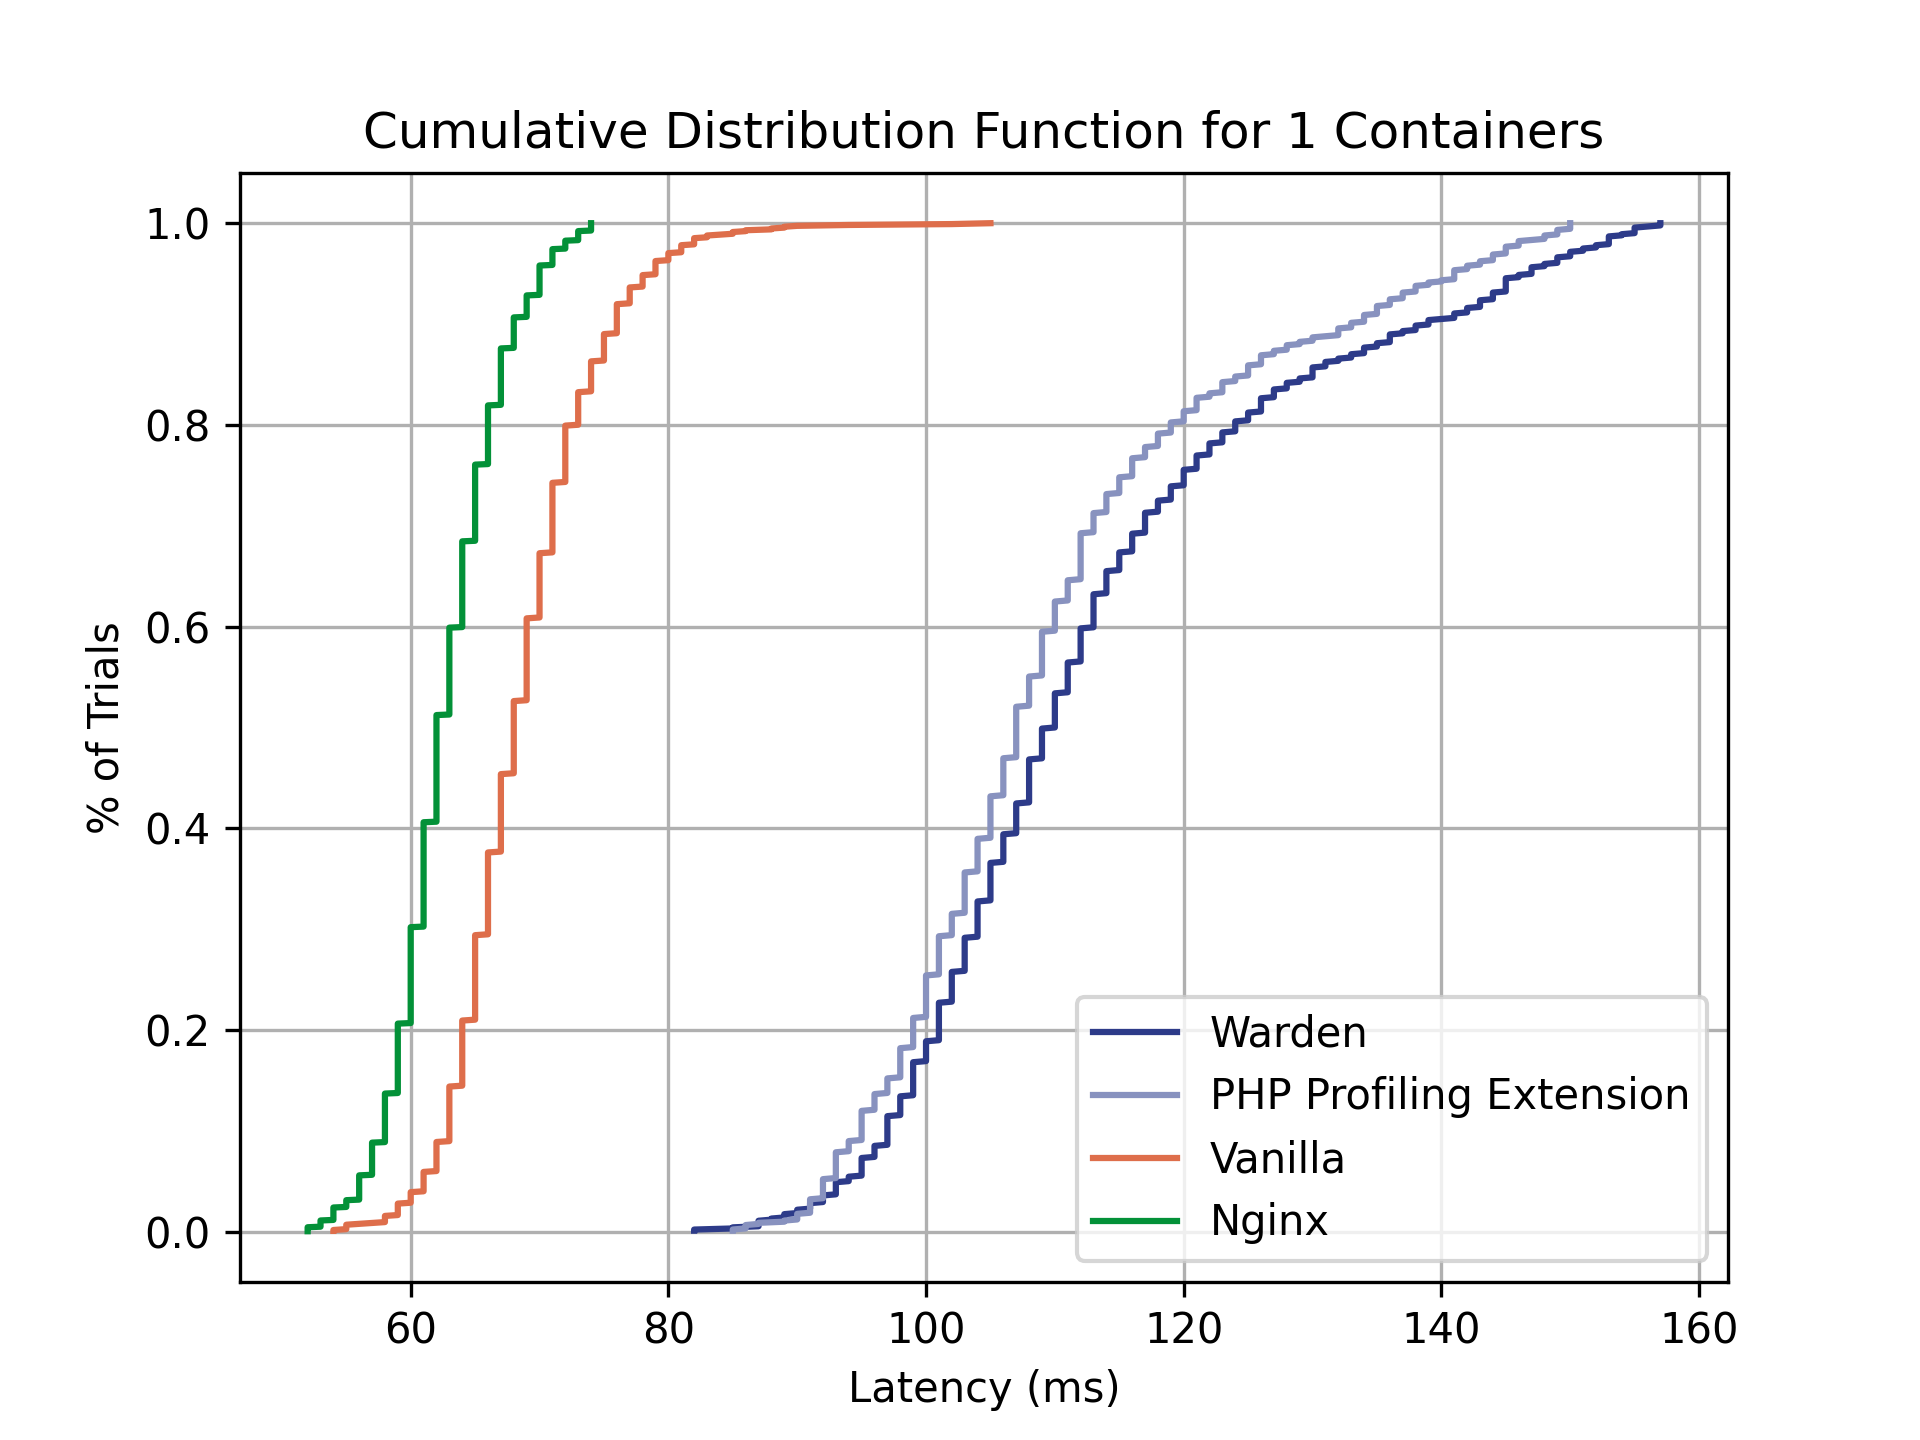 Cumulative Distribution Function for 1 Containers
1.0
0.8
0.6
0.4
0.2
0.0
% of Trials
Warden
PHP Profiling Extension
Vanilla
Nginx
60 80 100 120 140 160
Latency (ms)